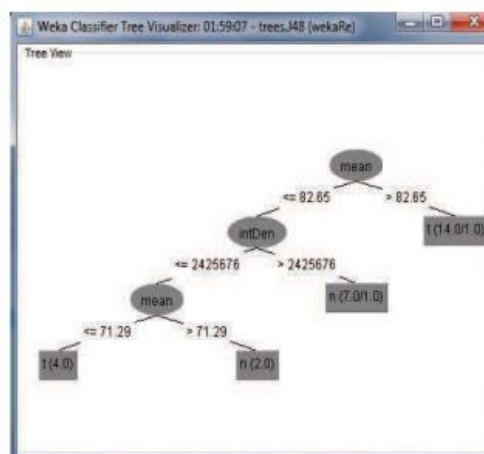 Weka Classifier Tree Visualizer: 01:59:07 - trees.J48 (wekaRe)
Tree View
mean
<= 82.65 > 82.65
intDen t (14.0/1.0)
<= 2425676 > 2425676
mean n (7.0/1.0)
<= 71.29 > 71.29
t (4.0) n (2.0)